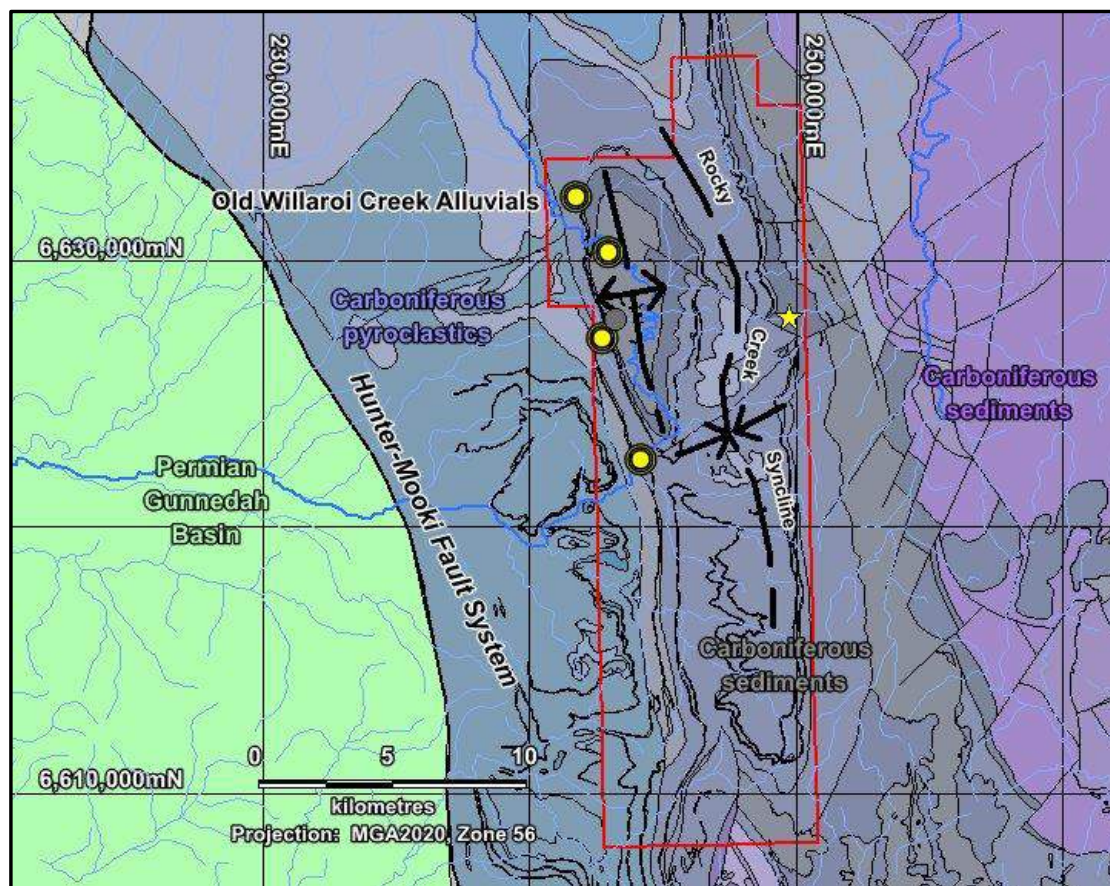 230,000mE
250,000mE
Rocky
Old Willaroi Creek Alluvials
6,630,000mN
Carboniferous
pyroclastics
Creek
Carboniferous
sediments
Hunter-Mooki Fault System
Permian
Gunnedah
Basin
Syncline
Carboniferous
sediments
0 5 10
6,610,000mN
kilometres
Projection: MGA2020, Zone 56